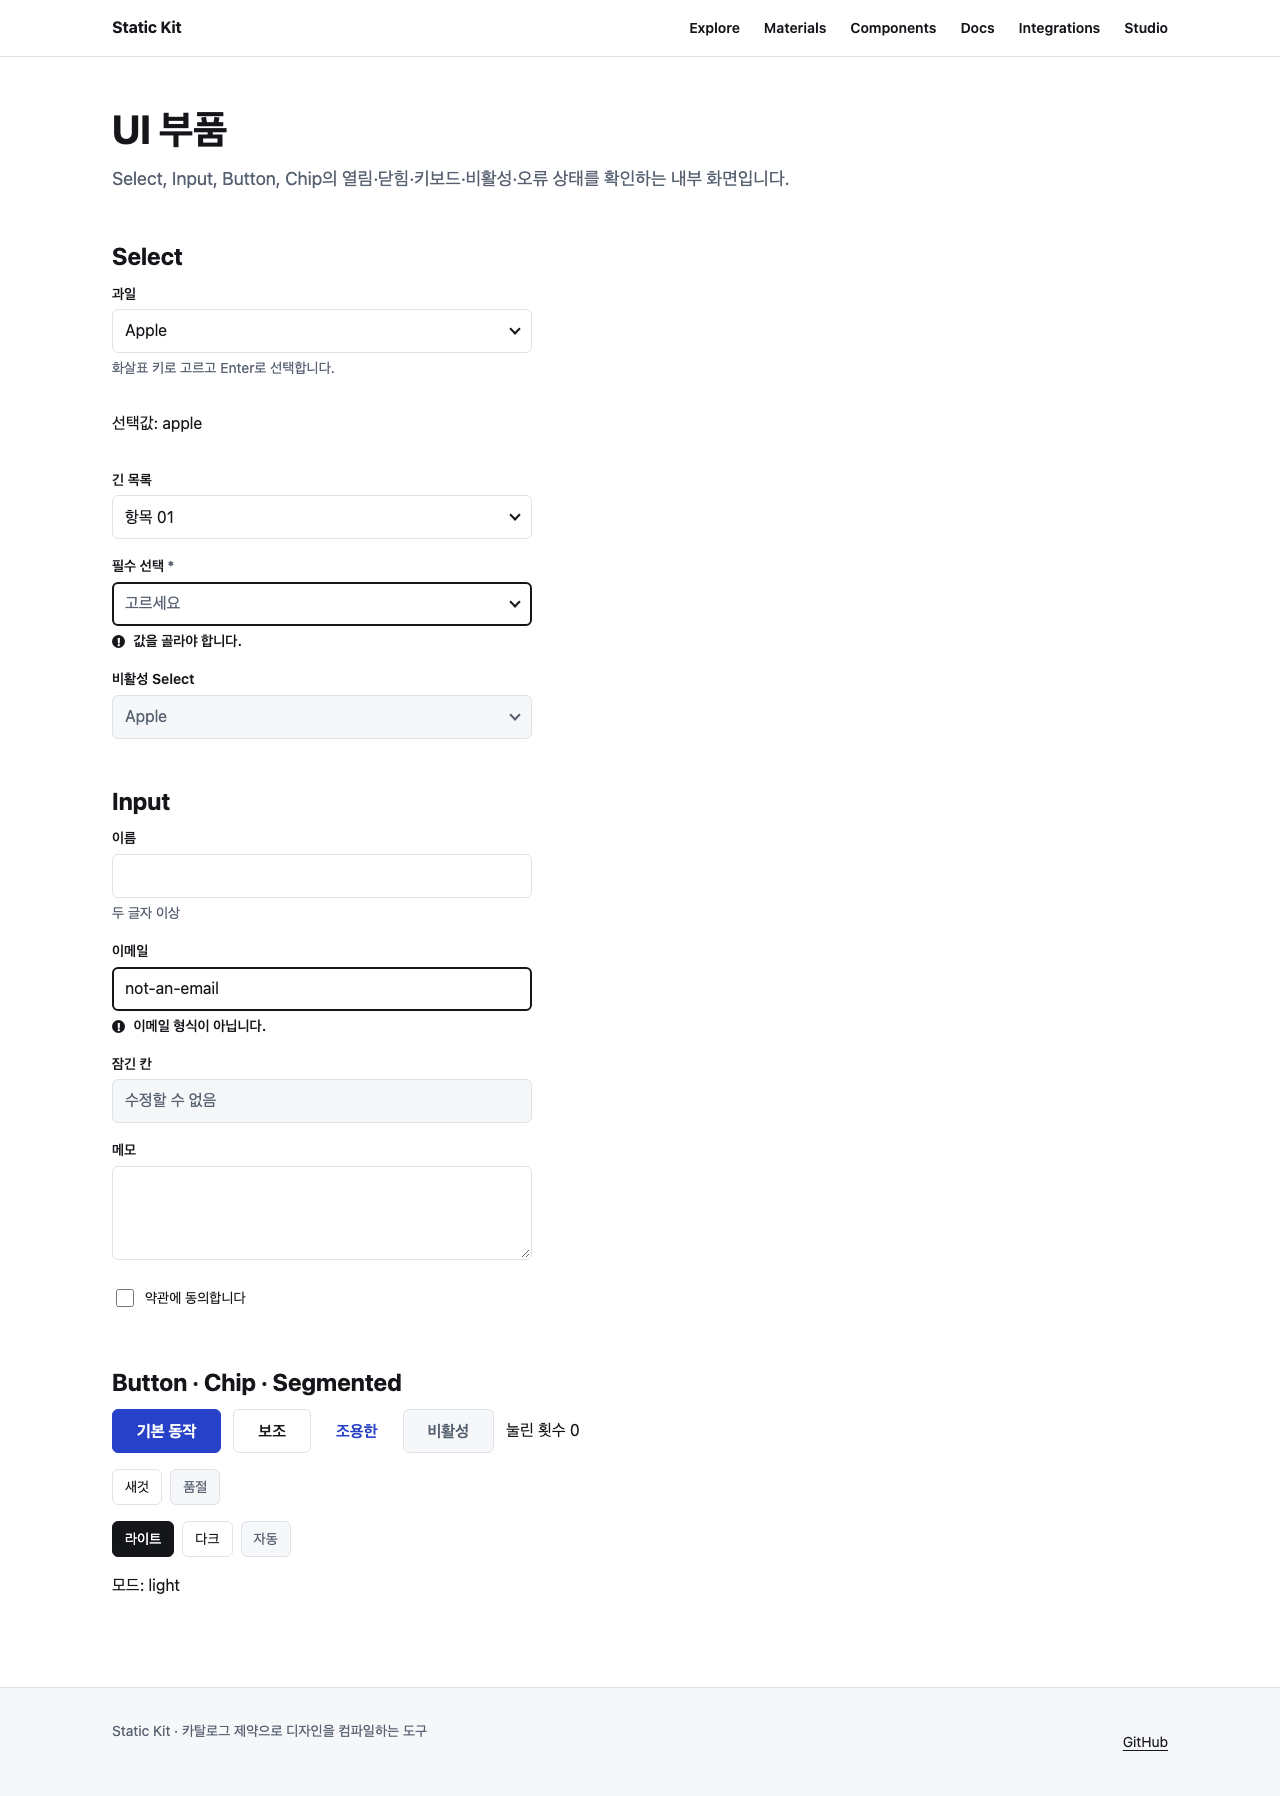 Static Kit
Explore Materials Components Docs Integrations Studio
UI 부품
Select, Input, Button, Chip의 열림·닫힘·키보드·비활성·오류 상태를 확인하는 내부 화면입니다.
Select
과일
Apple
화살표 키로 고르고 Enter로 선택합니다.
선택값: apple
긴 목록
항목 01
필수 선택 *
고르세요
값을 골라야 합니다.
비활성 Select
Apple
Input
이름
두 글자 이상
이메일
not-an-email
이메일 형식이 아닙니다.
잠긴 칸
수정할 수 없음
메모
약관에 동의합니다
Button · Chip · Segmented
기본 동작 보조 조용한 비활성 눌린 횟수 0
새것 품절
라이트 다크 자동
모드: light
Static Kit · 카탈로그 제약으로 디자인을 컴파일하는 도구
GitHub